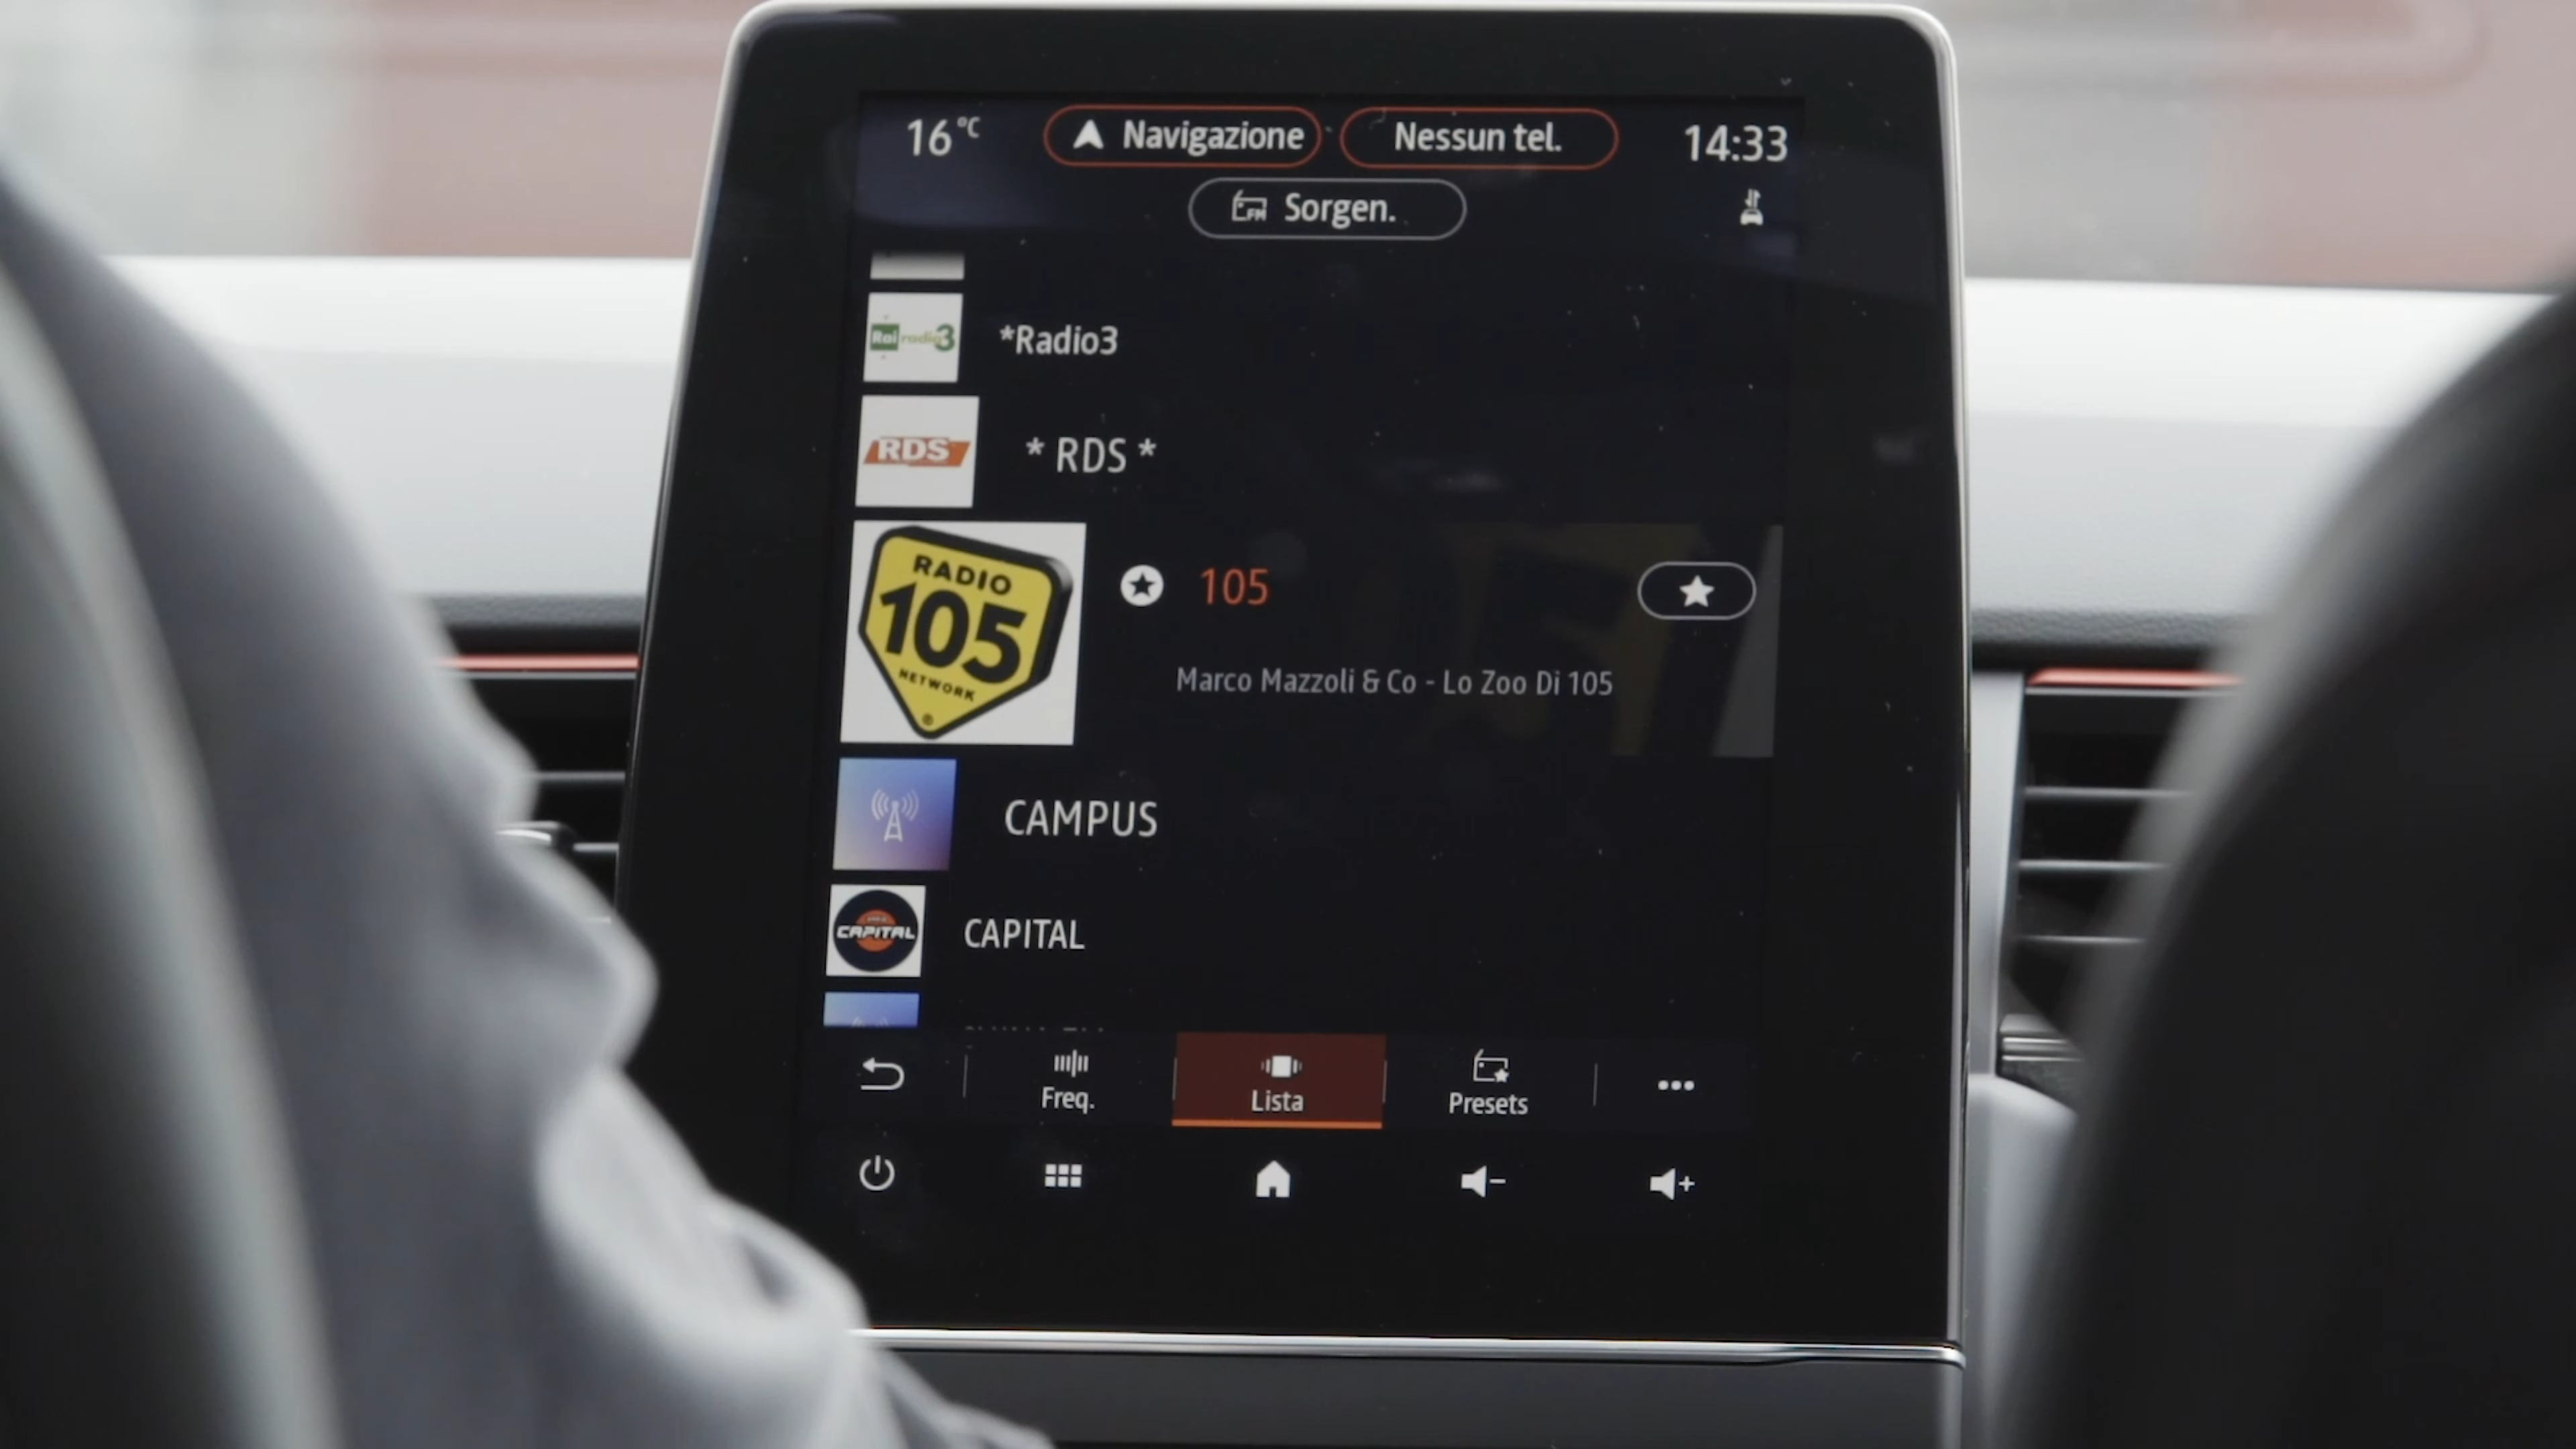 16°C
Navigazione
Nessun tel.
14:33
FM Sorgen.
Rai radio3
*Radio3
RDS
* RDS *
RADIO
105
NETWORK
®
105
Marco Mazzoli & Co - Lo Zoo Di 105
CAMPUS
CAPITAL
CAPITAL
Freq.
Lista
Presets